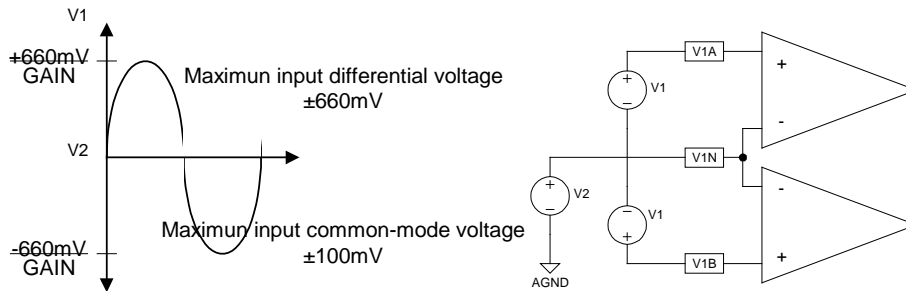 V1
+660mV
GAIN
Maximun input differential voltage
±660mV
V2
Maximun input common-mode voltage
±100mV
-660mV
GAIN
V1A
+
+
V1
−
-
V1N
+
V2
−
-
−
V1
+
+
V1B
AGND